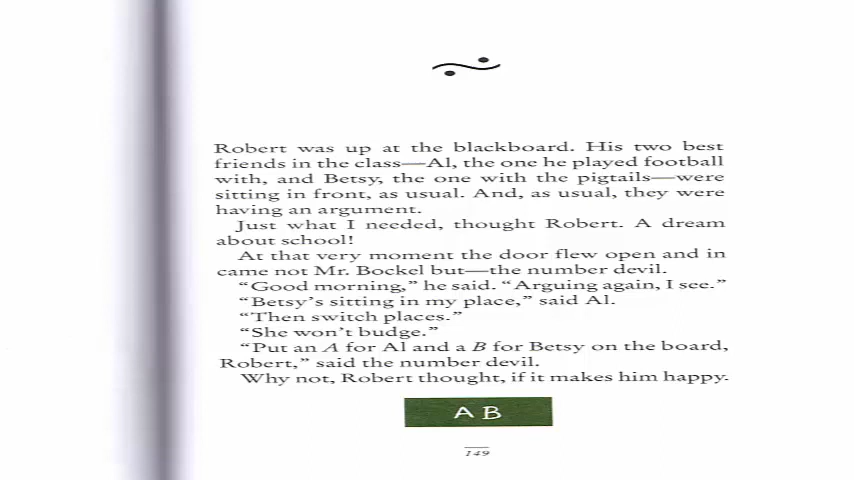 Robert was up at the blackboard. His two best
friends in the class—Al, the one he played football
with, and Betsy, the one with the pigtails—were
sitting in front, as usual. And, as usual, they were
having an argument.
Just what I needed, thought Robert. A dream
about school!
At that very moment the door flew open and in
came not Mr. Bockel but—the number devil.
“Good morning,” he said. “Arguing again, I see.”
“Betsy’s sitting in my place,” said Al.
“Then switch places.”
“She won’t budge.”
“Put an A for Al and a B for Betsy on the board,
Robert,” said the number devil.
Why not, Robert thought, if it makes him happy.
A B
149